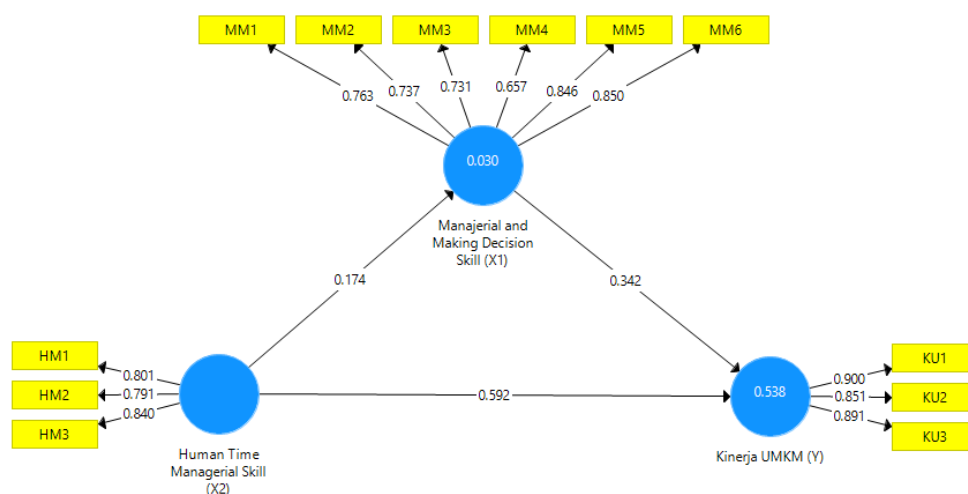 MM1 MM2 MM3 MM4 MM5 MM6
0.763 0.737 0.731 0.657 0.846 0.850
0.030
Manajerial and
Making Decision
Skill (X1)
0.174
0.342
HM1
HM2
HM3
0.801
0.791
0.840
0.592
0.538
0.900
0.851
0.891
KU1
KU2
KU3
Human Time
Managerial Skill
(X2)
Kinerja UMKM (Y)